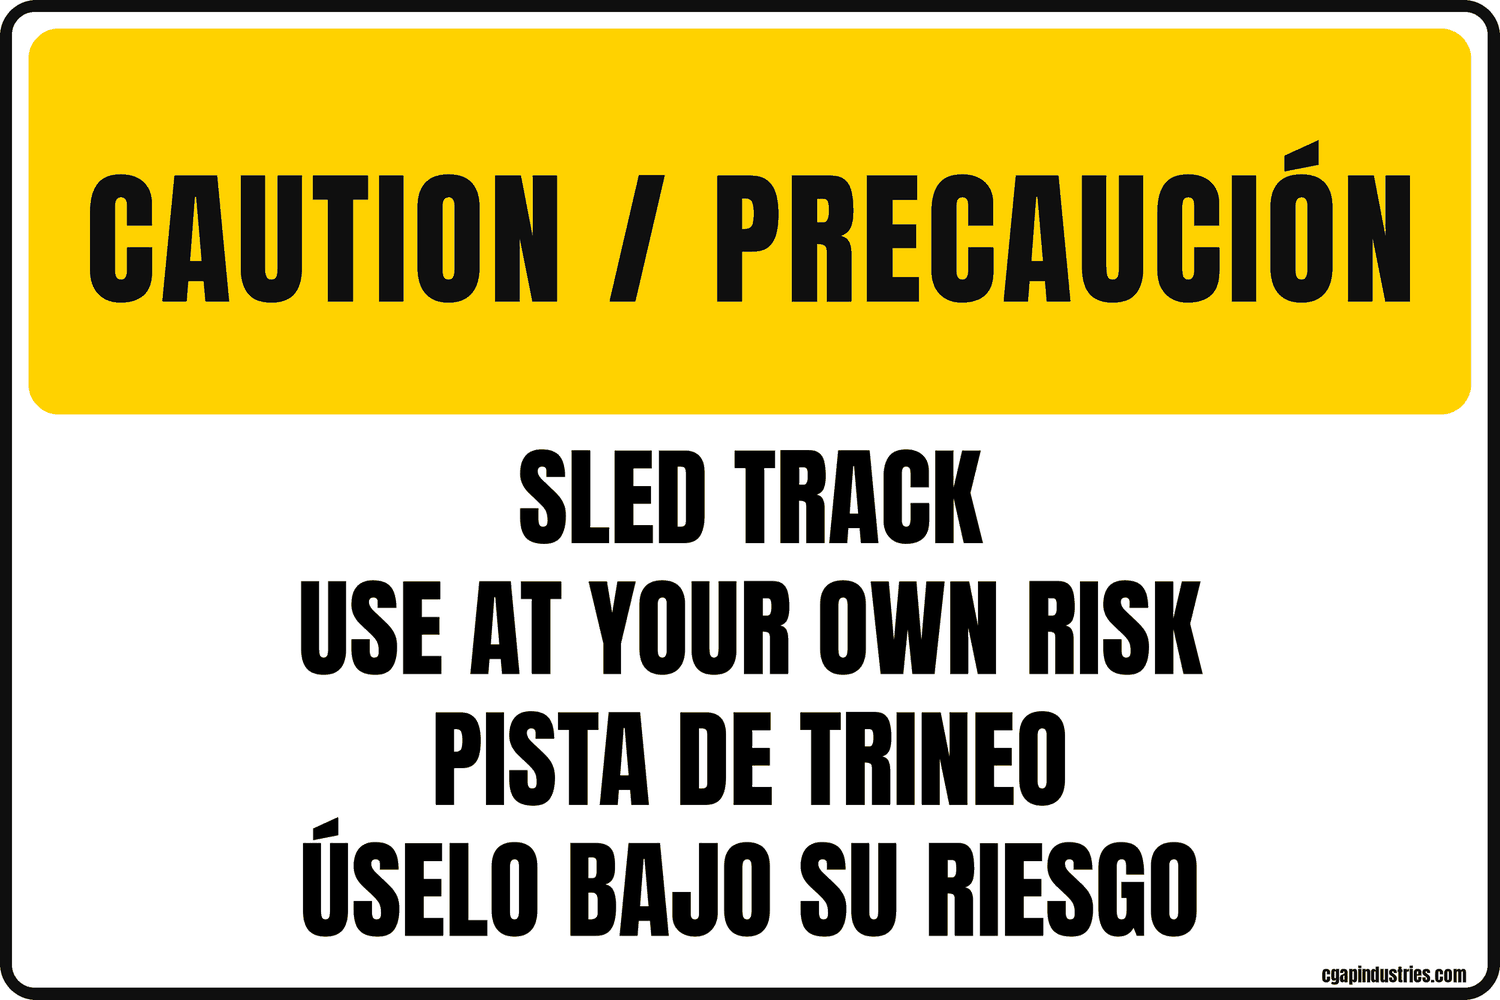 CAUTION / PRECAUCIÓN
SLED TRACK
USE AT YOUR OWN RISK
PISTA DE TRINEO
ÚSELO BAJO SU RIESGO
cgapindustries.com